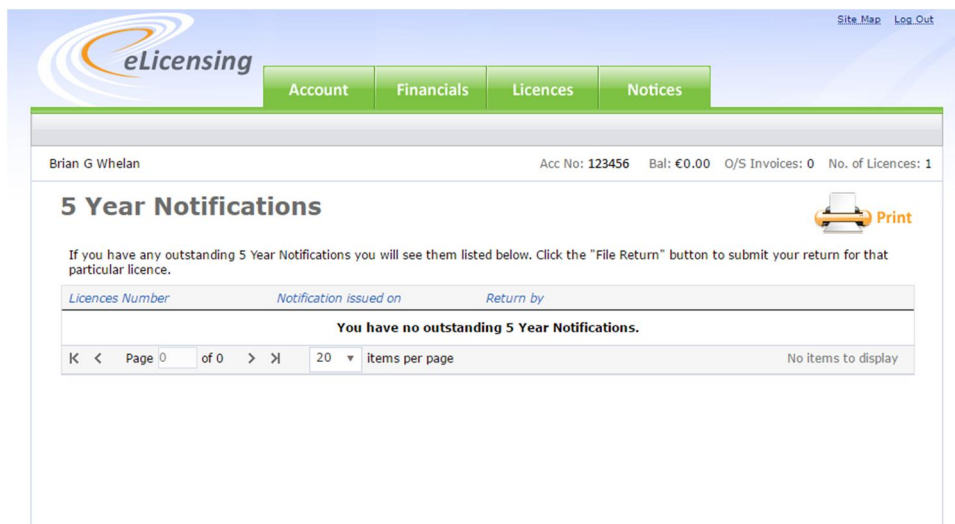 Site Map Log Out
eLicensing
Account Financials Licences Notices
Brian G Whelan Acc No: 123456 Bal: €0.00 O/S Invoices: 0 No. of Licences: 1
5 Year Notifications
Print
If you have any outstanding 5 Year Notifications you will see them listed below. Click the "File Return" button to submit your return for that
particular licence.
Licences Number Notification issued on Return by
You have no outstanding 5 Year Notifications.
Page 0 of 0 20 items per page No items to display